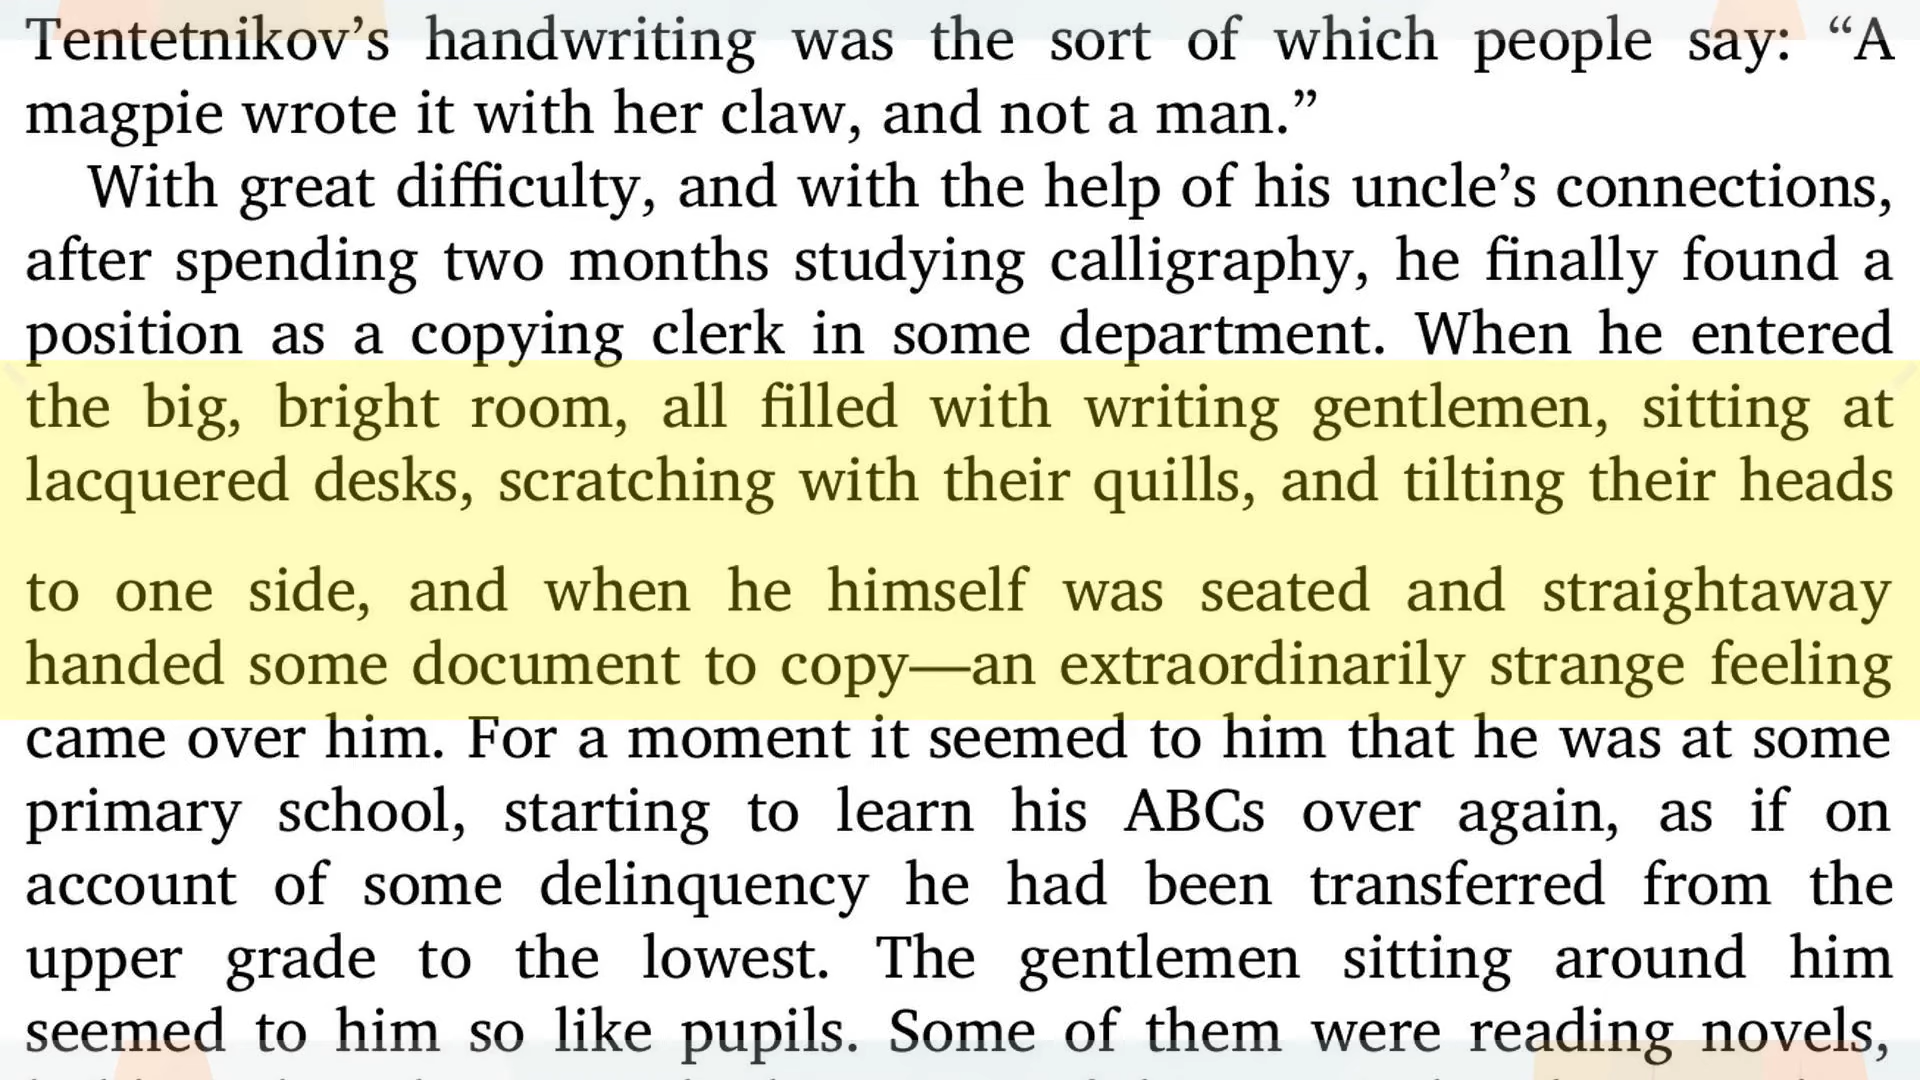 Tentetnikov’s handwriting was the sort of which people say: “A
magpie wrote it with her claw, and not a man.”
With great difficulty, and with the help of his uncle’s connections,
after spending two months studying calligraphy, he finally found a
position as a copying clerk in some department. When he entered
the big, bright room, all filled with writing gentlemen, sitting at
lacquered desks, scratching with their quills, and tilting their heads
to one side, and when he himself was seated and straightaway
handed some document to copy—an extraordinarily strange feeling
came over him. For a moment it seemed to him that he was at some
primary school, starting to learn his ABCs over again, as if on
account of some delinquency he had been transferred from the
upper grade to the lowest. The gentlemen sitting around him
seemed to him so like pupils. Some of them were reading novels,